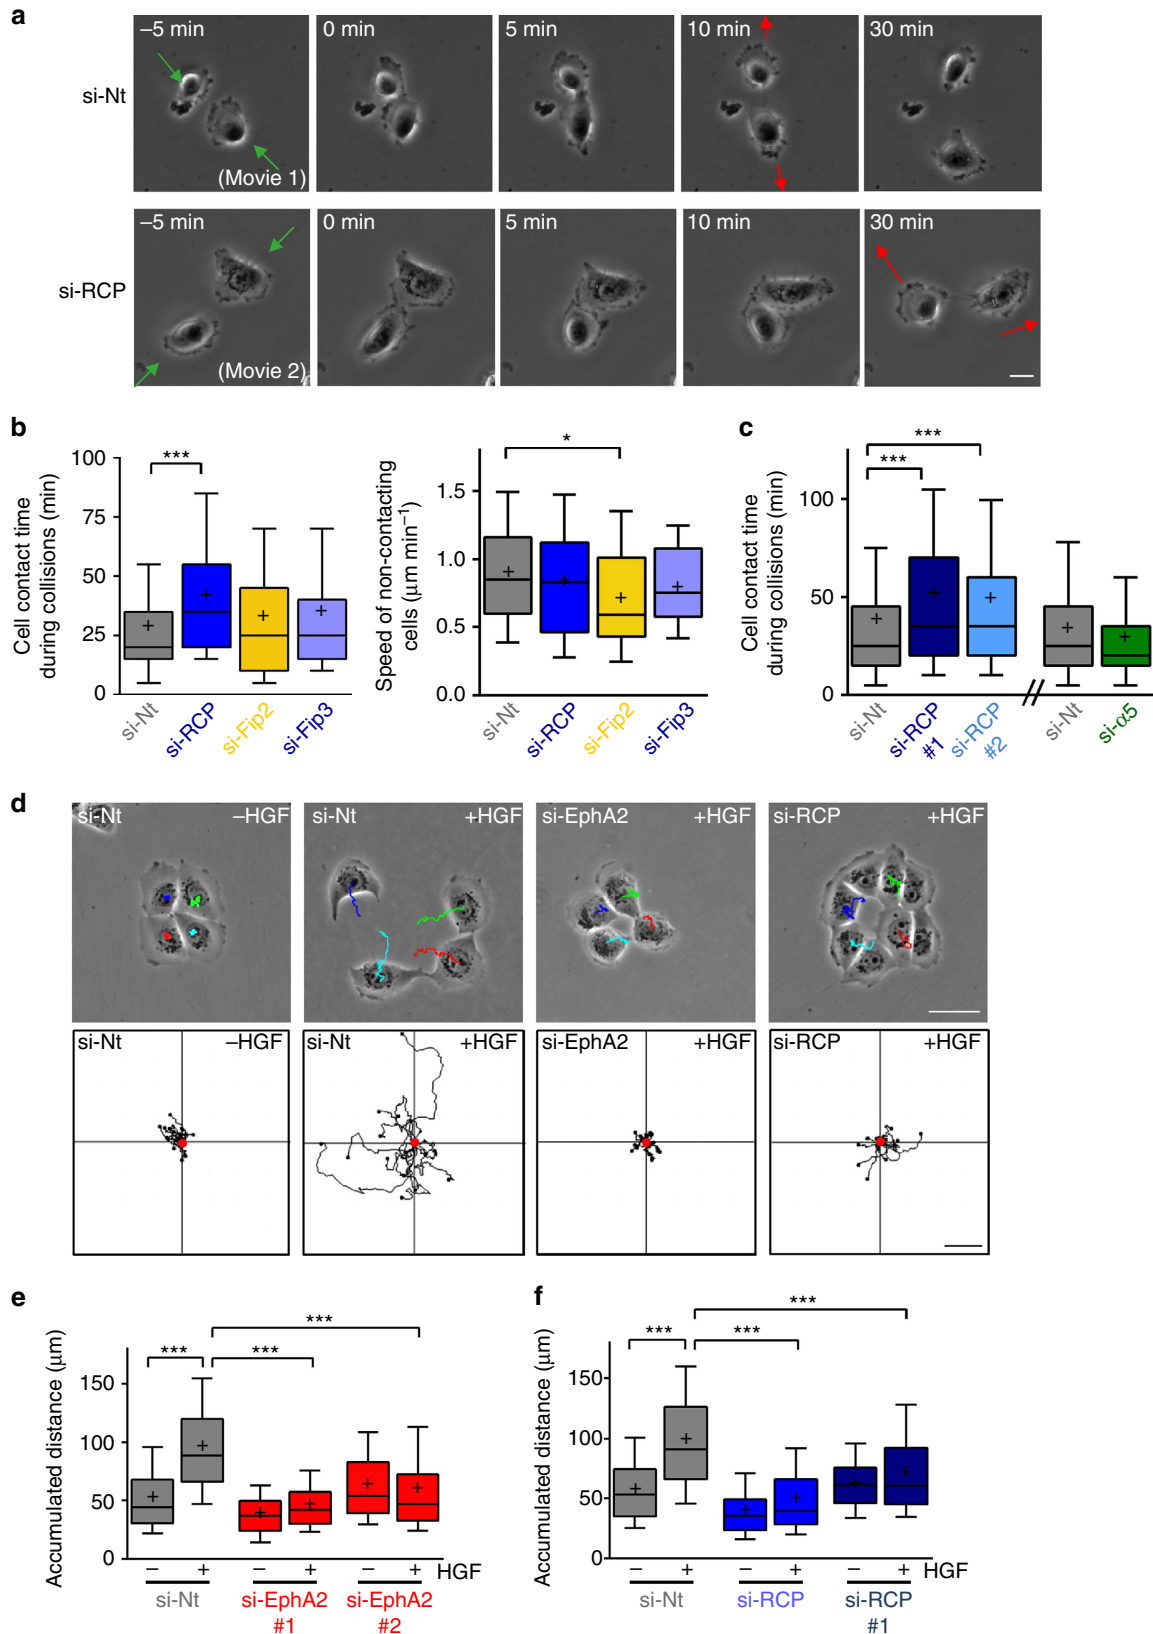 a
si-Nt
–5 min
0 min
5 min
10 min
30 min
(Movie 1)
si-RCP
–5 min
0 min
5 min
10 min
30 min
(Movie 2)
b
Cell contact time
during collisions (min)
100
75
50
25
0
***
si-Nt
si-RCP
si-Fip2
si-Fip3
Speed of non-contacting
cells (μm min⁻¹)
1.5
1.0
0.5
0.0
*
si-Nt
si-RCP
si-Fip2
si-Fip3
c
Cell contact time
during collisions (min)
100
50
0
***
***
si-Nt
si-RCP
#1
si-RCP
#2
si-Nt
si-α5
d
si-Nt –HGF
si-Nt +HGF
si-EphA2 +HGF
si-RCP +HGF
si-Nt –HGF
si-Nt +HGF
si-EphA2 +HGF
si-RCP +HGF
e
Accumulated distance (μm)
150
100
50
0
***
***
***
– + – + – + HGF
si-Nt
si-EphA2
#1
si-EphA2
#2
f
Accumulated distance (μm)
150
100
50
0
***
***
***
– + – + – + HGF
si-Nt
si-RCP
si-RCP
#1